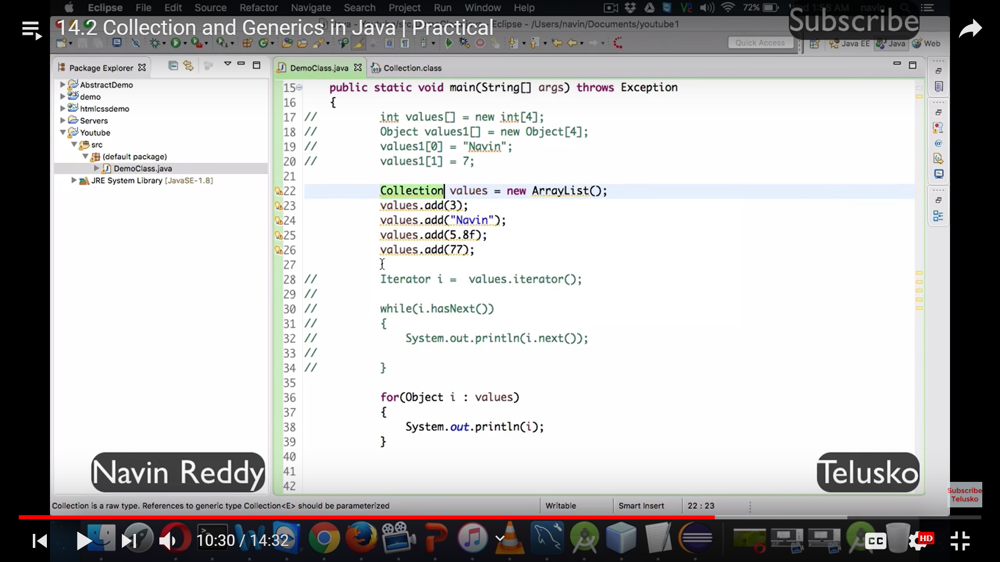 Eclipse File Edit Source Refactor Navigate Search Project Run Window Help 72% Wed 1:58 AM navin
14.2 Collection and Generics in Java | Practical
Subscribe
Eclipse - /Users/navin/Documents/youtube1
Quick Access Java EE Java Web
Package Explorer
DemoClass.java Collection.class
AbstractDemo
demo
htmlcssdemo
Servers
Youtube
src
(default package)
DemoClass.java
JRE System Library [JavaSE-1.8]
15 public static void main(String[] args) throws Exception
16 {
17 // int values[] = new int[4];
18 // Object values1[] = new Object[4];
19 // values1[0] = "Navin";
20 // values1[1] = 7;
21
22 Collection values = new ArrayList();
23 values.add(3);
24 values.add("Navin");
25 values.add(5.8f);
26 values.add(77);
27
28 // Iterator i =  values.iterator();
29 //
30 // while(i.hasNext())
31 // {
32 // System.out.println(i.next());
33 //
34 // }
35
36 for(Object i : values)
37 {
38 System.out.println(i);
39 }
40
41
42
Navin Reddy
Telusko
Subscribe
Telusko
Collection is a raw type. References to generic type Collection<E> should be parameterized Writable Smart Insert 22 : 23
10:30 / 14:32
CC HD